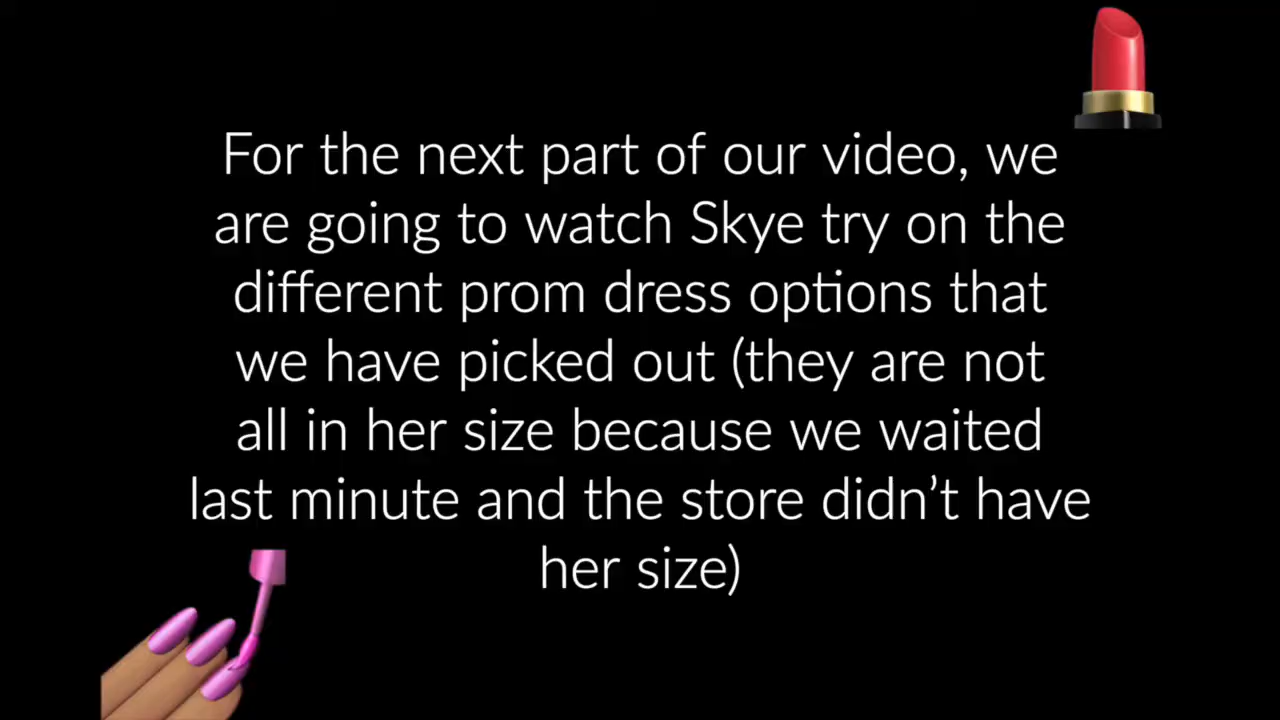 For the next part of our video, we
are going to watch Skye try on the
different prom dress options that
we have picked out (they are not
all in her size because we waited
last minute and the store didn’t have
her size)